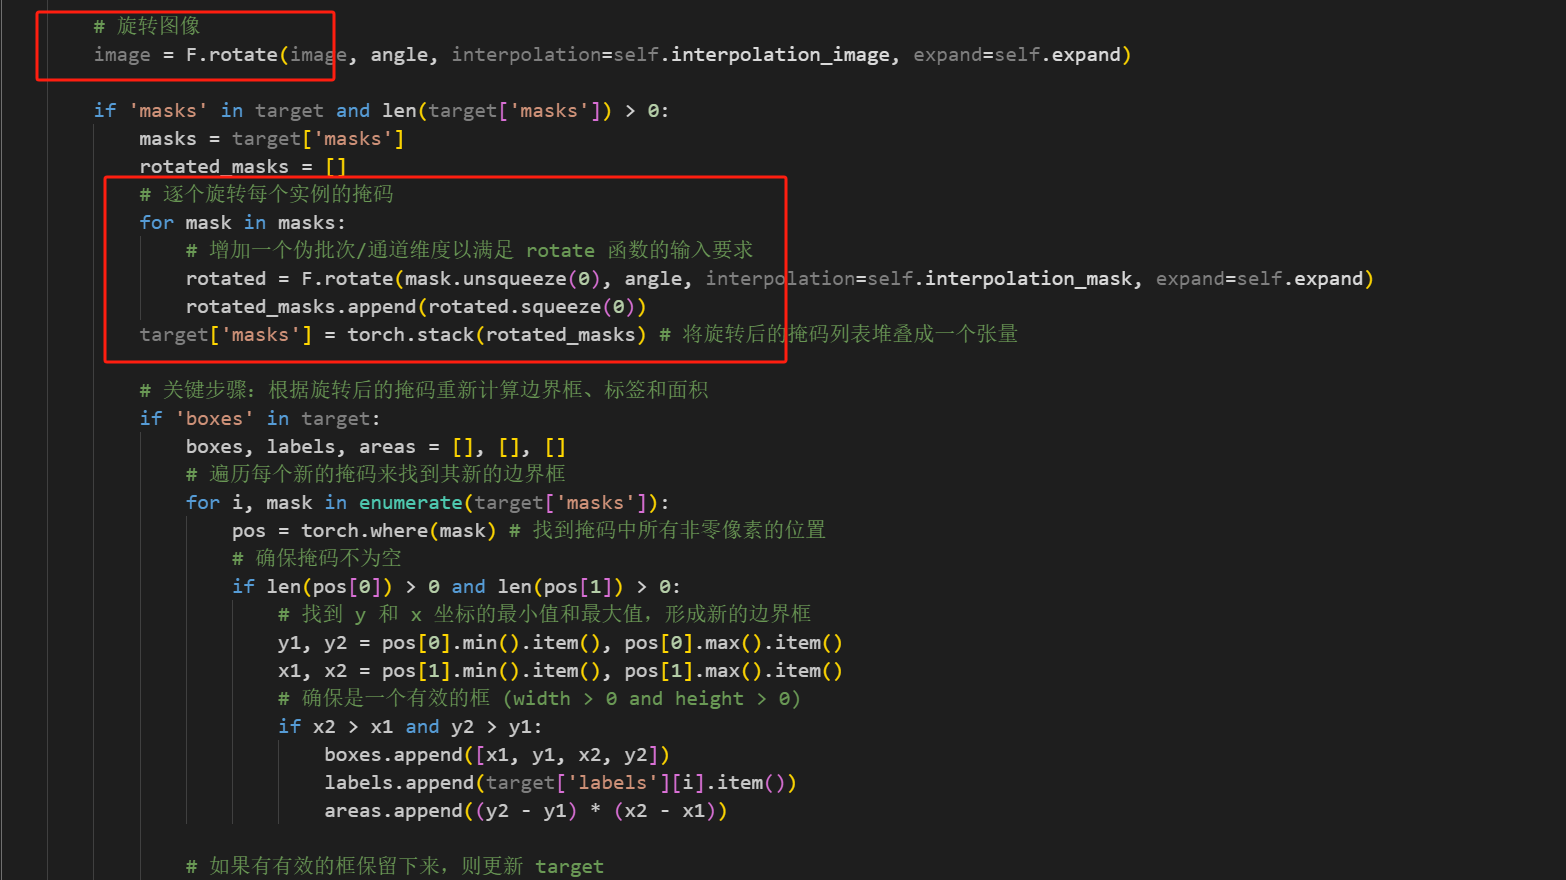 # 旋转图像
image = F.rotate(image, angle, interpolation=self.interpolation_image, expand=self.expand)
if 'masks' in target and len(target['masks']) > 0:
masks = target['masks']
rotated_masks = []
# 逐个旋转每个实例的掩码
for mask in masks:
# 增加一个伪批次/通道维度以满足 rotate 函数的输入要求
rotated = F.rotate(mask.unsqueeze(0), angle, interpolation=self.interpolation_mask, expand=self.expand)
rotated_masks.append(rotated.squeeze(0))
target['masks'] = torch.stack(rotated_masks) # 将旋转后的掩码列表堆叠成一个张量
# 关键步骤: 根据旋转后的掩码重新计算边界框、标签和面积
if 'boxes' in target:
boxes, labels, areas = [], [], []
# 遍历每个新的掩码来找到其新的边界框
for i, mask in enumerate(target['masks']):
pos = torch.where(mask) # 找到掩码中所有非零像素的位置
# 确保掩码不为空
if len(pos[0]) > 0 and len(pos[1]) > 0:
# 找到 y 和 x 坐标的最小值和最大值，形成新的边界框
y1, y2 = pos[0].min().item(), pos[0].max().item()
x1, x2 = pos[1].min().item(), pos[1].max().item()
# 确保是一个有效的框 (width > 0 and height > 0)
if x2 > x1 and y2 > y1:
boxes.append([x1, y1, x2, y2])
labels.append(target['labels'][i].item())
areas.append((y2 - y1) * (x2 - x1))
# 如果有有效的框保留下来，则更新 target